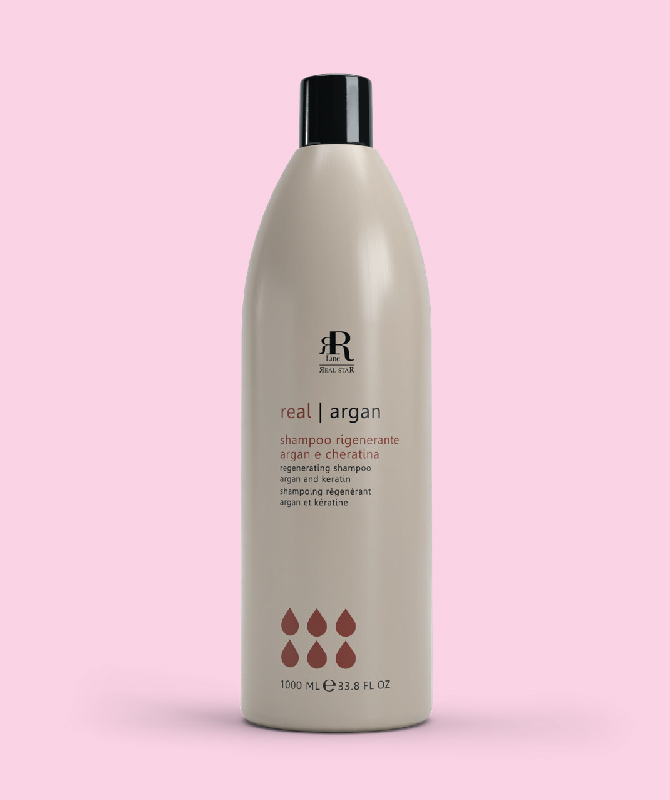 RR
Line
REAL STAR
real | argan
shampoo rigenerante
argan e cheratina
regenerating shampoo
argan and keratin
shampoing régénérant
argan et kératine
1000 ML ℮ 33.8 FL OZ